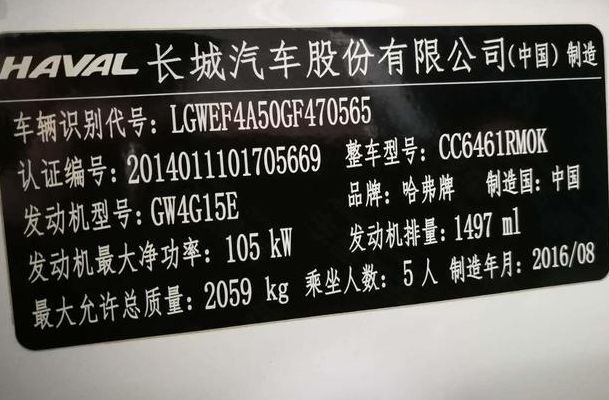 HAVAL 长城汽车股份有限公司(中国) 制造
车辆识别代号: LGWEF4A50GF470565
认证编号: 2014011101705669 整车型号: CC6461RM0K
发动机型号: GW4G15E 品牌: 哈弗牌 制造国: 中国
发动机最大净功率: 105 kW 发动机排量: 1497 ml
最大允许总质量: 2059 kg 乘坐人数: 5 人 制造年月: 2016/08